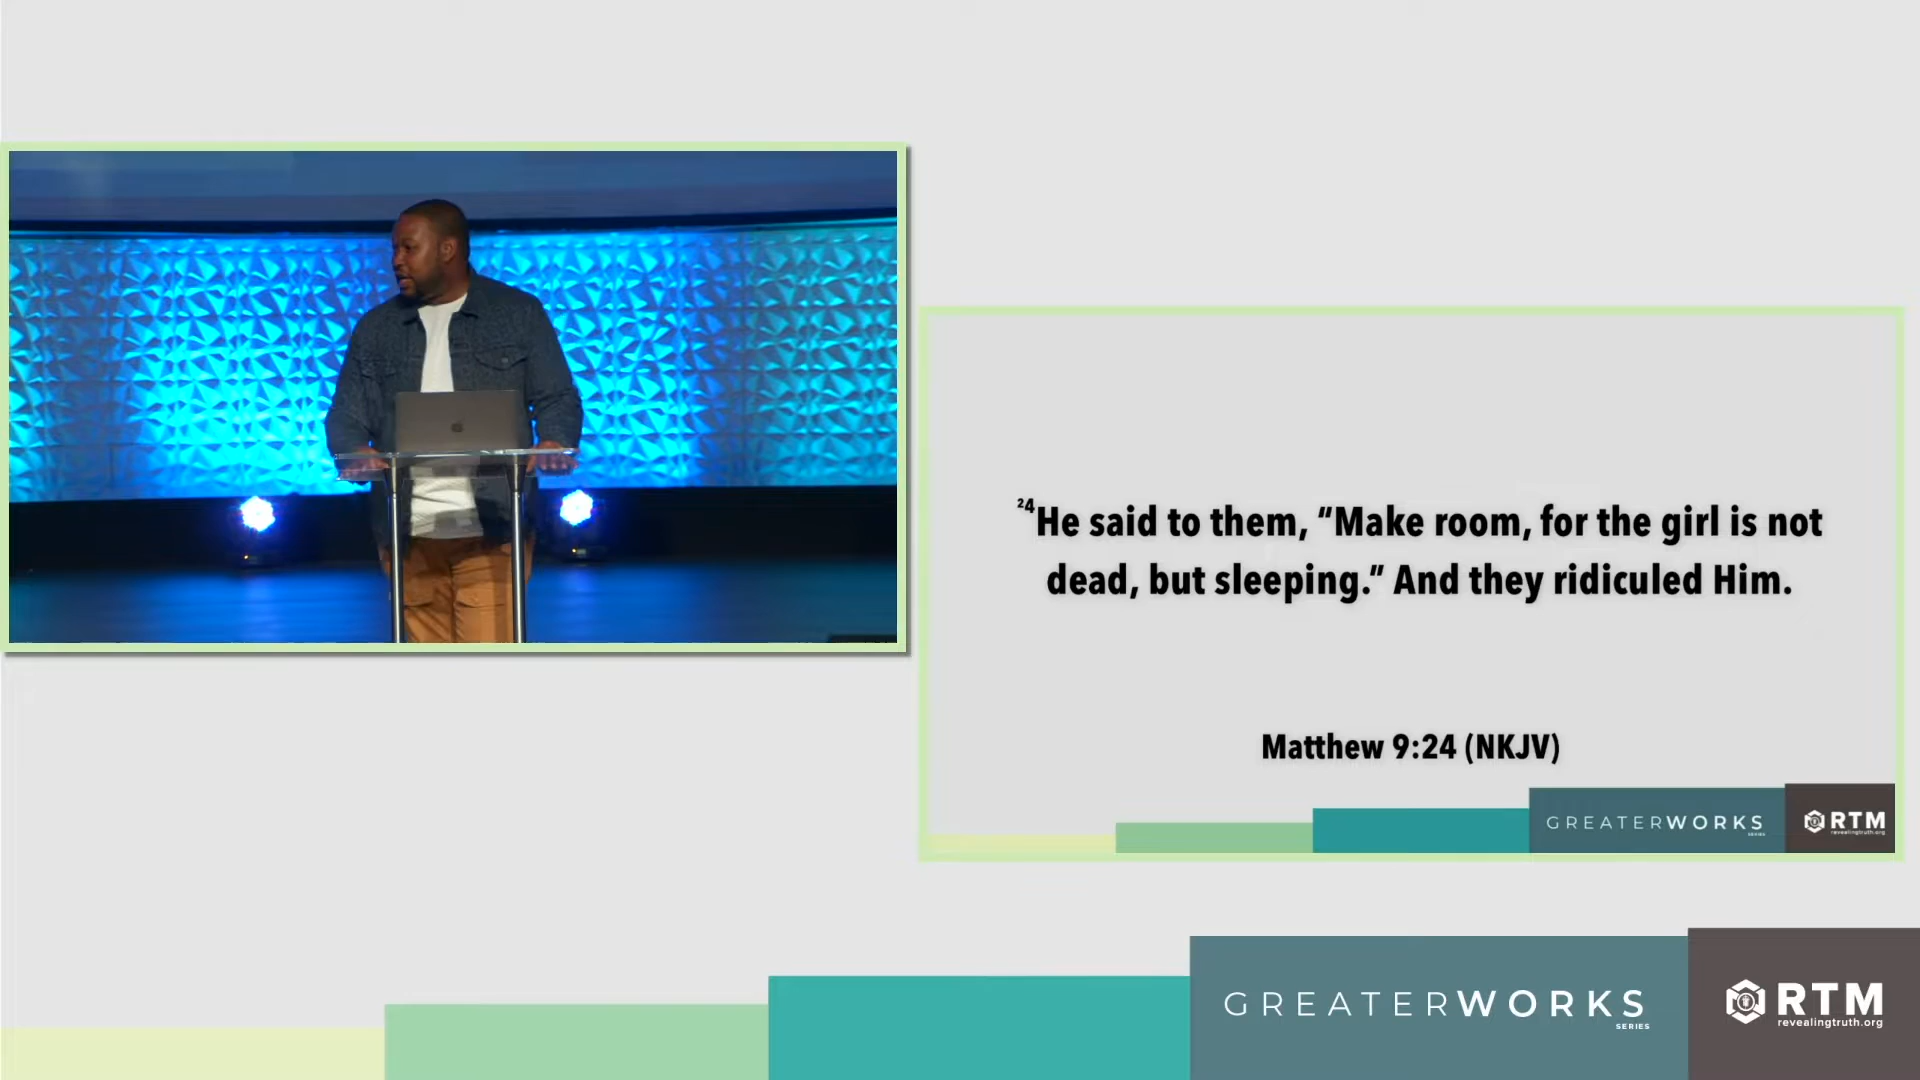 ²⁴He said to them, “Make room, for the girl is not
dead, but sleeping.” And they ridiculed Him.
Matthew 9:24 (NKJV)
GREATERWORKS
SERIES
RTM
revealingtruth.org
GREATERWORKS
SERIES
RTM
revealingtruth.org